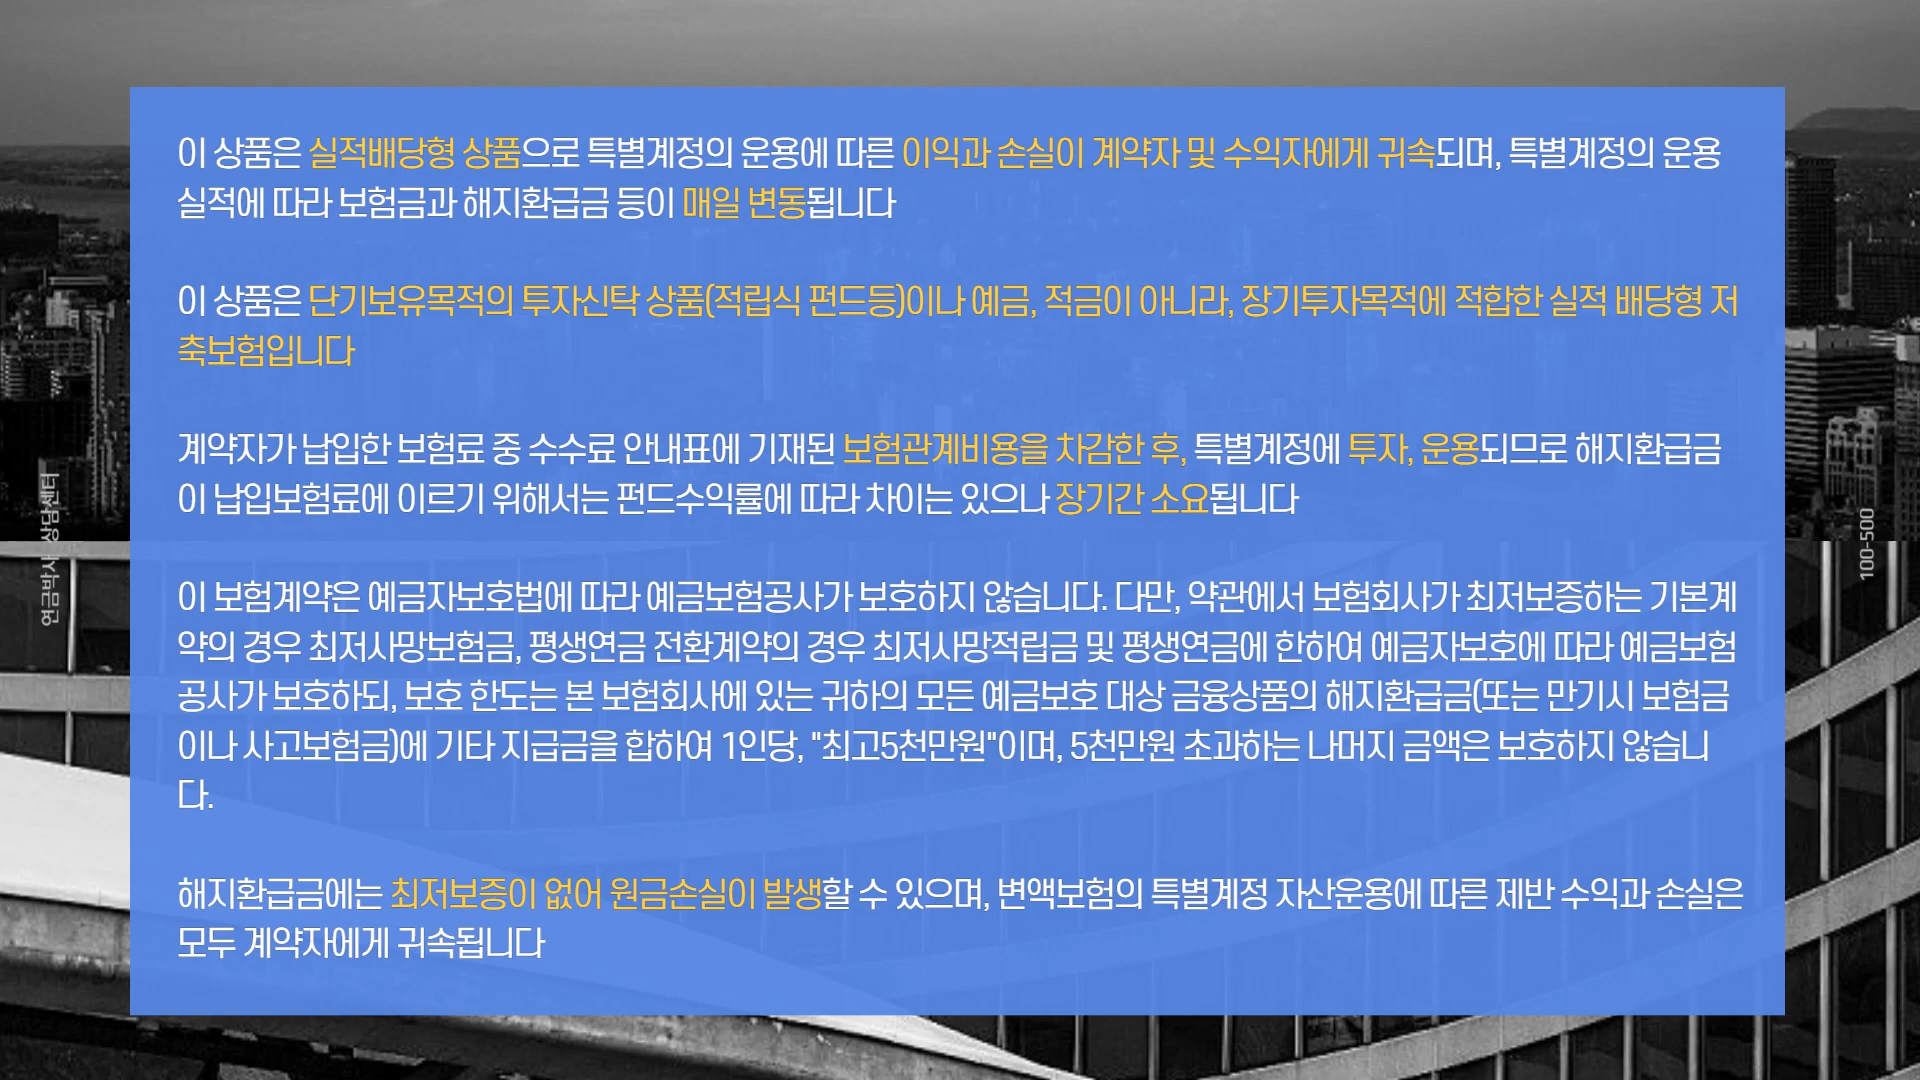 이 상품은 실적배당형 상품으로 특별계정의 운용에 따른 이익과 손실이 계약자 및 수익자에게 귀속되며, 특별계정의 운용
실적에 따라 보험금과 해지환급금 등이 매일 변동됩니다
이 상품은 단기보유목적의 투자신탁 상품(적립식 펀드등)이나 예금, 적금이 아니라, 장기투자목적에 적합한 실적 배당형 저
축보험입니다
계약자가 납입한 보험료 중 수수료 안내표에 기재된 보험관계비용을 차감한 후, 특별계정에 투자, 운용되므로 해지환급금
이 납입보험료에 이르기 위해서는 펀드수익률에 따라 차이는 있으나 장기간 소요됩니다
이 보험계약은 예금자보호법에 따라 예금보험공사가 보호하지 않습니다. 다만, 약관에서 보험회사가 최저보증하는 기본계
약의 경우 최저사망보험금, 평생연금 전환계약의 경우 최저사망적립금 및 평생연금에 한하여 예금자보호에 따라 예금보험
공사가 보호하되, 보호 한도는 본 보험회사에 있는 귀하의 모든 예금보호 대상 금융상품의 해지환급금(또는 만기시 보험금
이나 사고보험금)에 기타 지급금을 합하여 1인당, "최고5천만원"이며, 5천만원 초과하는 나머지 금액은 보호하지 않습니
다.
해지환급금에는 최저보증이 없어 원금손실이 발생할 수 있으며, 변액보험의 특별계정 자산운용에 따른 제반 수익과 손실은
모두 계약자에게 귀속됩니다
연금박사 상담센터
100-500